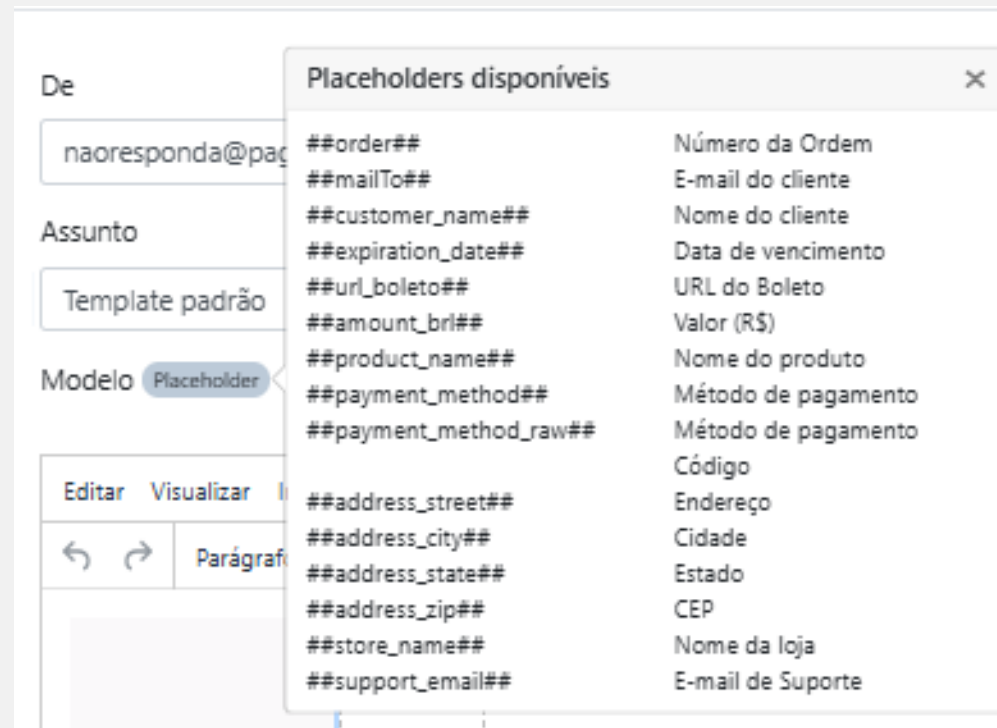 De
naoresponda@pag
Assunto
Template padrão
Modelo Placeholder
Editar Visualizar
Placeholders disponíveis ×
##order## Número da Ordem
##mailTo## E-mail do cliente
##customer_name## Nome do cliente
##expiration_date## Data de vencimento
##url_boleto## URL do Boleto
##amount_brl## Valor (R$)
##product_name## Nome do produto
##payment_method## Método de pagamento
##payment_method_raw## Método de pagamento
Código
##address_street## Endereço
##address_city## Cidade
##address_state## Estado
##address_zip## CEP
##store_name## Nome da loja
##support_email## E-mail de Suporte